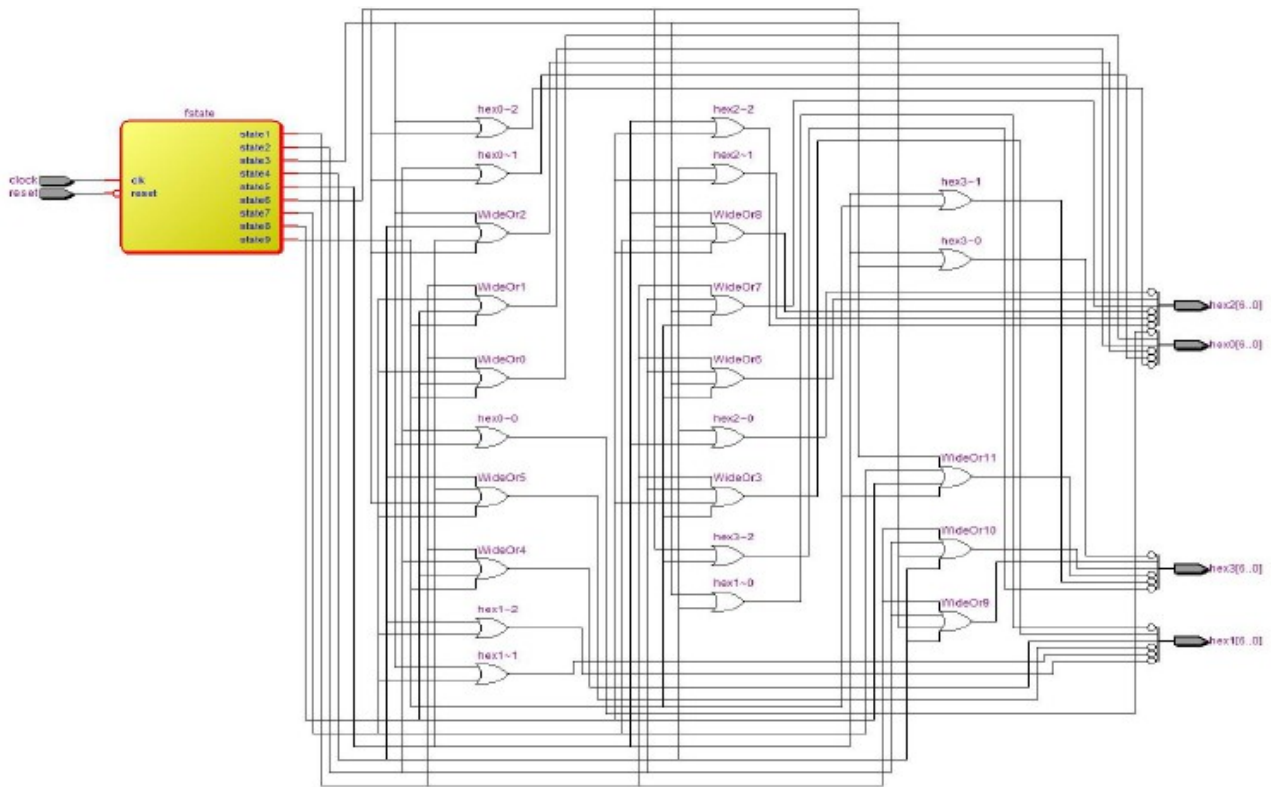 fstate
state1
state2
state3
state4
state5
state6
state7
state8
state9
clock
reset
clk
reset
hex0~2
hex0~1
WideOr2
WideOr1
WideOr0
hex0~0
WideOr5
WideOr4
hex1~2
hex1~1
hex2~2
hex2~1
WideOr8
WideOr7
WideOr6
hex2~0
WideOr3
hex3~2
hex1~0
hex3~1
hex3~0
WideOr11
WideOr10
WideOr9
hex2[6..0]
hex0[6..0]
hex3[6..0]
hex1[6..0]